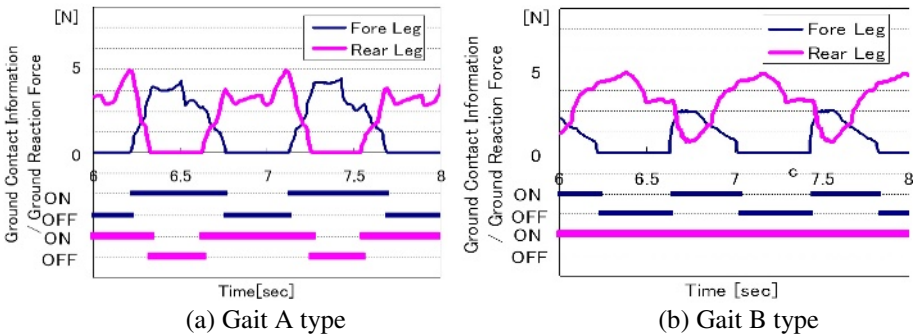 [N]
Fore Leg
Rear Leg
5
0
6 6.5 7 7.5 8
Ground Contact Information
/ Ground Reaction Force
ON
OFF
ON
OFF
Time[sec]
(a) Gait A type
[N]
Fore Leg
Rear Leg
5
0
6 6.5 7 c 7.5 8
Ground Contact Information
/ Ground Reaction Force
ON
OFF
ON
OFF
Time [sec]
(b) Gait B type